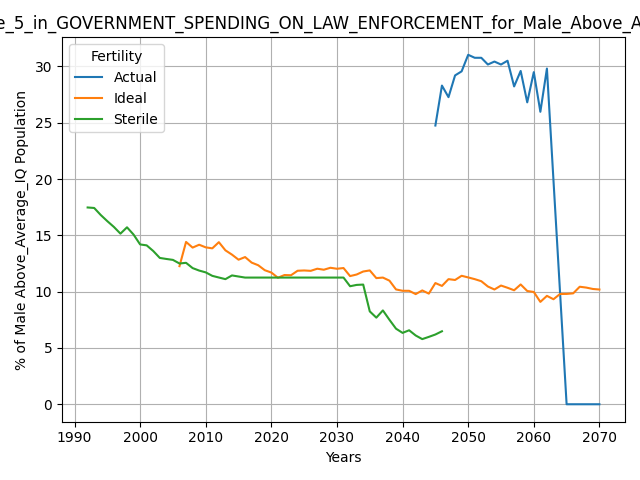 e_5_in_GOVERNMENT_SPENDING_ON_LAW_ENFORCEMENT_for_Male_Above_A
Fertility
Actual
Ideal
Sterile
% of Male Above_Average_IQ Population
30
25
20
15
10
5
0
1990 2000 2010 2020 2030 2040 2050 2060 2070
Years